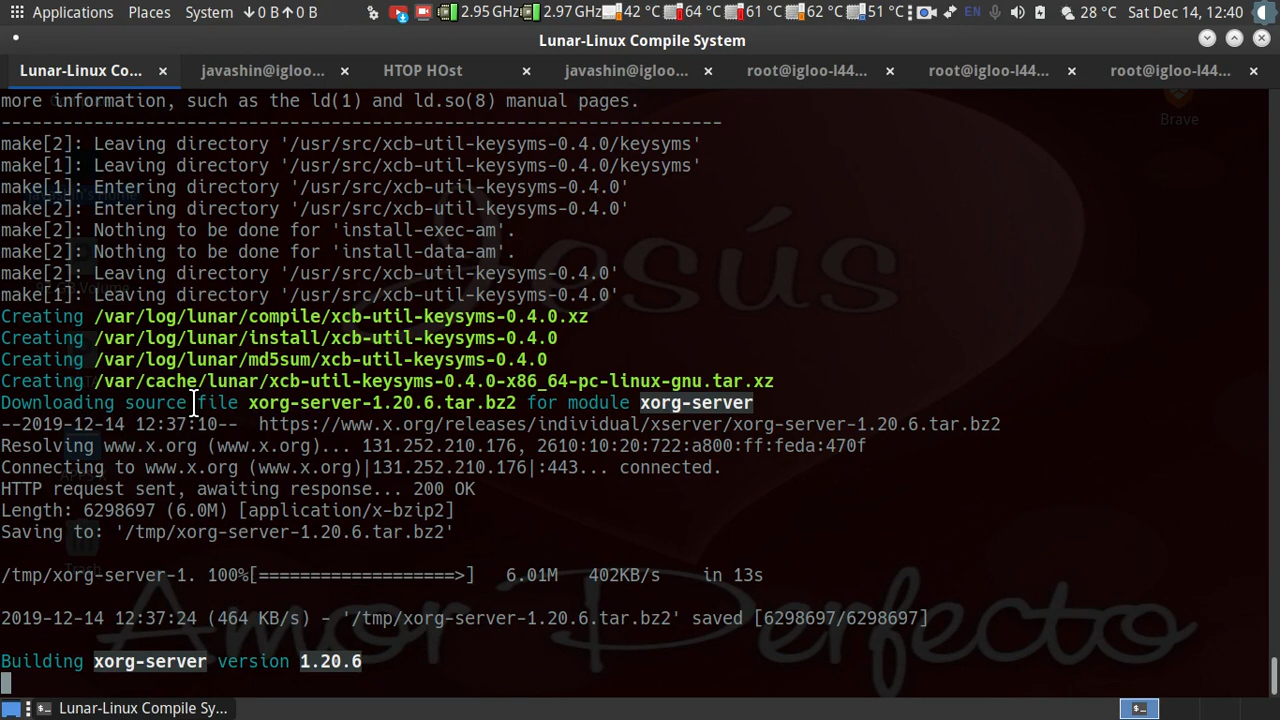 Applications Places System 0 B 0 B 2.95 GHz 2.97 GHz 42 °C 64 °C 61 °C 62 °C 51 °C EN 28 °C Sat Dec 14, 12:40
Lunar-Linux Compile System
Lunar-Linux Co... javashin@igloo... HTOP HOst javashin@igloo... root@igloo-l44... root@igloo-l44... root@igloo-l44...
more information, such as the ld(1) and ld.so(8) manual pages.
----------------------------------------------------------------------
make[2]: Leaving directory '/usr/src/xcb-util-keysyms-0.4.0/keysyms'
make[1]: Leaving directory '/usr/src/xcb-util-keysyms-0.4.0/keysyms'
make[1]: Entering directory '/usr/src/xcb-util-keysyms-0.4.0'
make[2]: Entering directory '/usr/src/xcb-util-keysyms-0.4.0'
make[2]: Nothing to be done for 'install-exec-am'.
make[2]: Nothing to be done for 'install-data-am'.
make[2]: Leaving directory '/usr/src/xcb-util-keysyms-0.4.0'
make[1]: Leaving directory '/usr/src/xcb-util-keysyms-0.4.0'
Creating /var/log/lunar/compile/xcb-util-keysyms-0.4.0.xz
Creating /var/log/lunar/install/xcb-util-keysyms-0.4.0
Creating /var/log/lunar/md5sum/xcb-util-keysyms-0.4.0
Creating /var/cache/lunar/xcb-util-keysyms-0.4.0-x86_64-pc-linux-gnu.tar.xz
Downloading source file xorg-server-1.20.6.tar.bz2 for module xorg-server
--2019-12-14 12:37:10-- https://www.x.org/releases/individual/xserver/xorg-server-1.20.6.tar.bz2
Resolving www.x.org (www.x.org)... 131.252.210.176, 2610:10:20:722:a800:ff:feda:470f
Connecting to www.x.org (www.x.org)|131.252.210.176|:443... connected.
HTTP request sent, awaiting response... 200 OK
Length: 6298697 (6.0M) [application/x-bzip2]
Saving to: '/tmp/xorg-server-1.20.6.tar.bz2'
/tmp/xorg-server-1. 100%[===================>] 6.01M 402KB/s in 13s
2019-12-14 12:37:24 (464 KB/s) - '/tmp/xorg-server-1.20.6.tar.bz2' saved [6298697/6298697]
Building xorg-server version 1.20.6
Brave
Jesús
Amor Perfecto
Trash
Lunar-Linux Compile Sy...